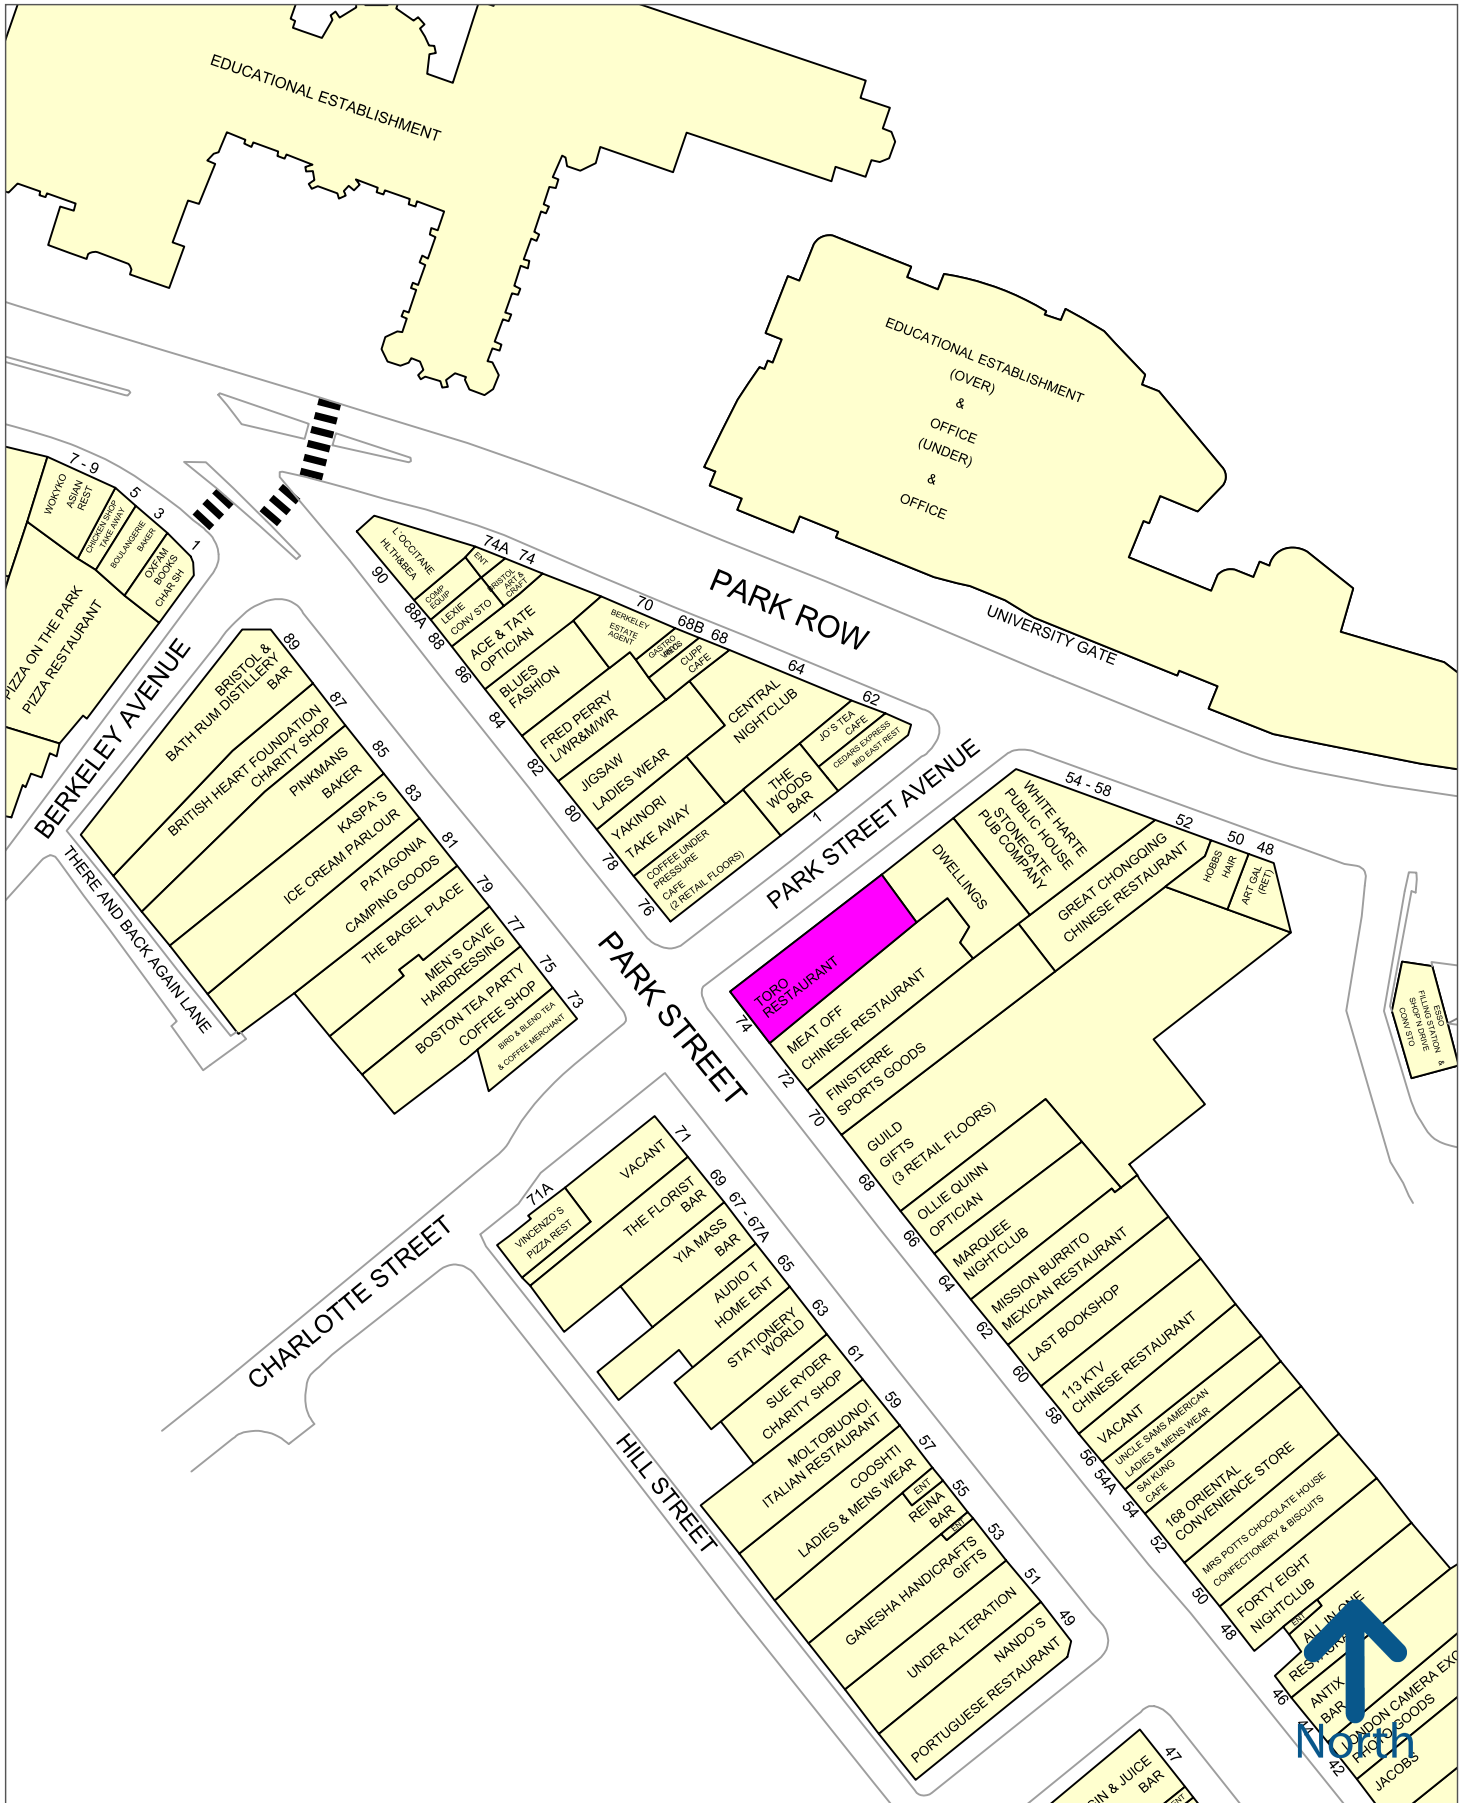 EDUCATIONAL ESTABLISHMENT
EDUCATIONAL ESTABLISHMENT
(OVER)
&
OFFICE
(UNDER)
&
OFFICE
UNIVERSITY GATE
PARK ROW
7 - 9
5
3
1
WOKYKO
ASIAN
REST
CHICKEN SHOP
TAKE AWAY
BOULANGERIE
BAKER
OXFAM
BOOKS
CHAR SH
PIZZA ON THE PARK
PIZZA RESTAURANT
BERKELEY AVENUE
THERE AND BACK AGAIN LANE
L`OCCITANE
HLTH&BEA
90
74A
ENT
74
BRISTOL
ART &
CRAFT
COMP
EQUIP
88A
LEXIE
CONV STO
88
ACE & TATE
OPTICIAN
86
BLUES
FASHION
84
70
BERKELEY
ESTATE
AGENT
68B
GASTRO
68
CUPP
CAFE
FRED PERRY
L/WR&M/WR
82
JIGSAW
LADIES WEAR
80
64
CENTRAL
NIGHTCLUB
62
JO`S TEA
CAFE
CEDARS EXPRESS
MID EAST REST
YAKINORI
TAKE AWAY
78
THE
WOODS
BAR
1
COFFEE UNDER
PRESSURE
CAFE
(2 RETAIL FLOORS)
76
PARK STREET AVENUE
89
BRISTOL &
BATH RUM DISTILLERY
BAR
87
BRITISH HEART FOUNDATION
CHARITY SHOP
85
PINKMANS
BAKER
83
KASPA`S
ICE CREAM PARLOUR
81
PATAGONIA
CAMPING GOODS
79
THE BAGEL PLACE
77
MEN`S CAVE
HAIRDRESSING
75
BOSTON TEA PARTY
COFFEE SHOP
73
BIRD & BLEND TEA
& COFFEE MERCHANT
PARK STREET
54 - 58
WHITE HARTE
PUBLIC HOUSE
STONEGATE
PUB COMPANY
DWELLINGS
52
GREAT CHONGQING
CHINESE RESTAURANT
50
HOBBS
HAIR
48
ART GAL
(RET)
ESSO
FILLING STATION &
SHOP N DRIVE
CONV STO
74
TORO
RESTAURANT
MEAT OFF
CHINESE RESTAURANT
72
FINISTERRE
SPORTS GOODS
70
GUILD
GIFTS
(3 RETAIL FLOORS)
68
OLLIE QUINN
OPTICIAN
66
MARQUEE
NIGHTCLUB
64
MISSION BURRITO
MEXICAN RESTAURANT
62
LAST BOOKSHOP
60
113 KTV
CHINESE RESTAURANT
58
VACANT
56
UNCLE SAMS AMERICAN
LADIES & MENS WEAR
54A
SAI KUNG
CAFE
54
168 ORIENTAL
CONVENIENCE STORE
52
MRS POTTS CHOCOLATE HOUSE
CONFECTIONERY & BISCUITS
50
FORTY EIGHT
NIGHTCLUB
48
ENT
ALL IN ONE
46
ANTIX
BAR
LONDON CAMERA EXC
PHOTO GOODS
42
JACOBS
North
CHARLOTTE STREET
71A
VINCENZO`S
PIZZA REST
71
VACANT
69
THE FLORIST
BAR
67 - 67A
YIA MASS
BAR
65
AUDIO T
HOME ENT
63
STATIONERY
WORLD
61
SUE RYDER
CHARITY SHOP
59
MOLTOBUONO!
ITALIAN RESTAURANT
57
COOSHTI
LADIES & MENS WEAR
ENT
55
REINA
BAR
ENT
53
GANESHA HANDICRAFTS
GIFTS
51
UNDER ALTERATION
49
NANDO`S
PORTUGUESE RESTAURANT
HILL STREET
47
& JUICE
BAR